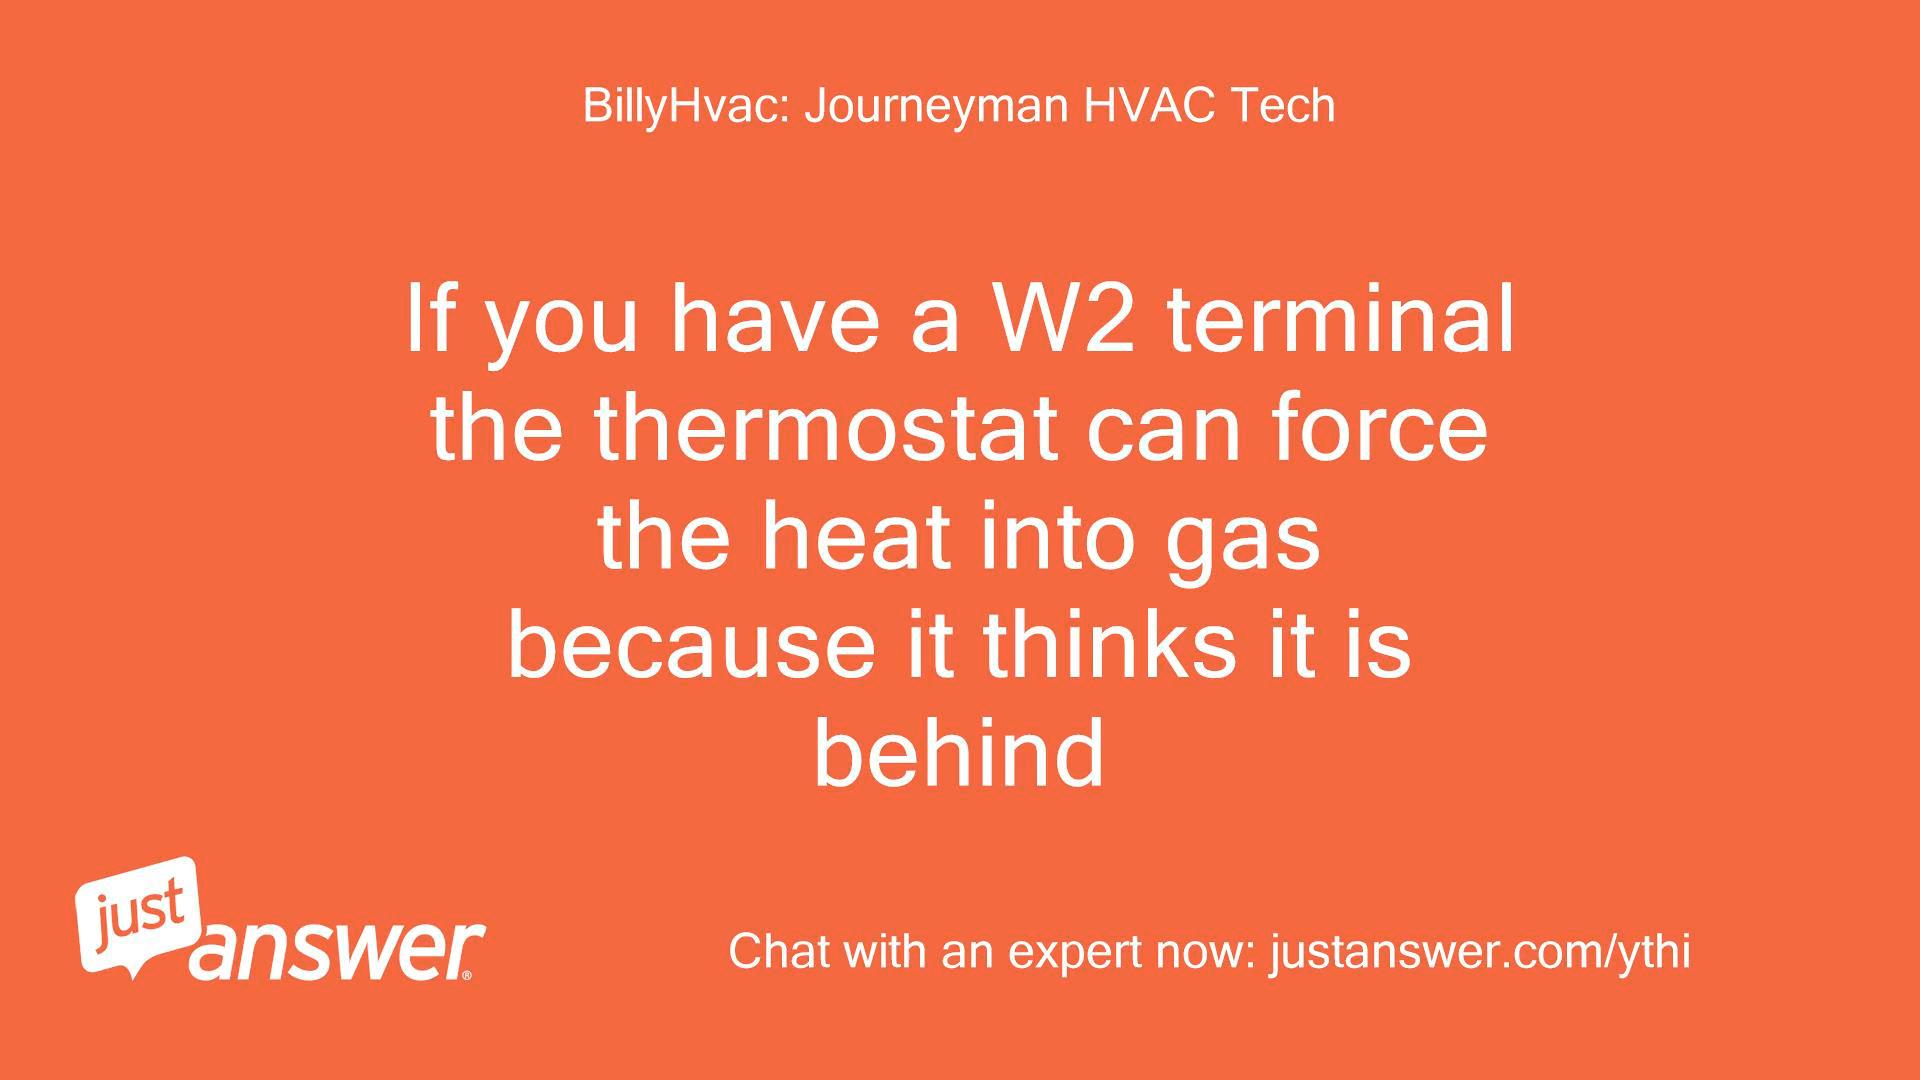 BillyHvac: Journeyman HVAC Tech
If you have a W2 terminal
the thermostat can force
the heat into gas
because it thinks it is
behind
just
answer®
Chat with an expert now: justanswer.com/ythi